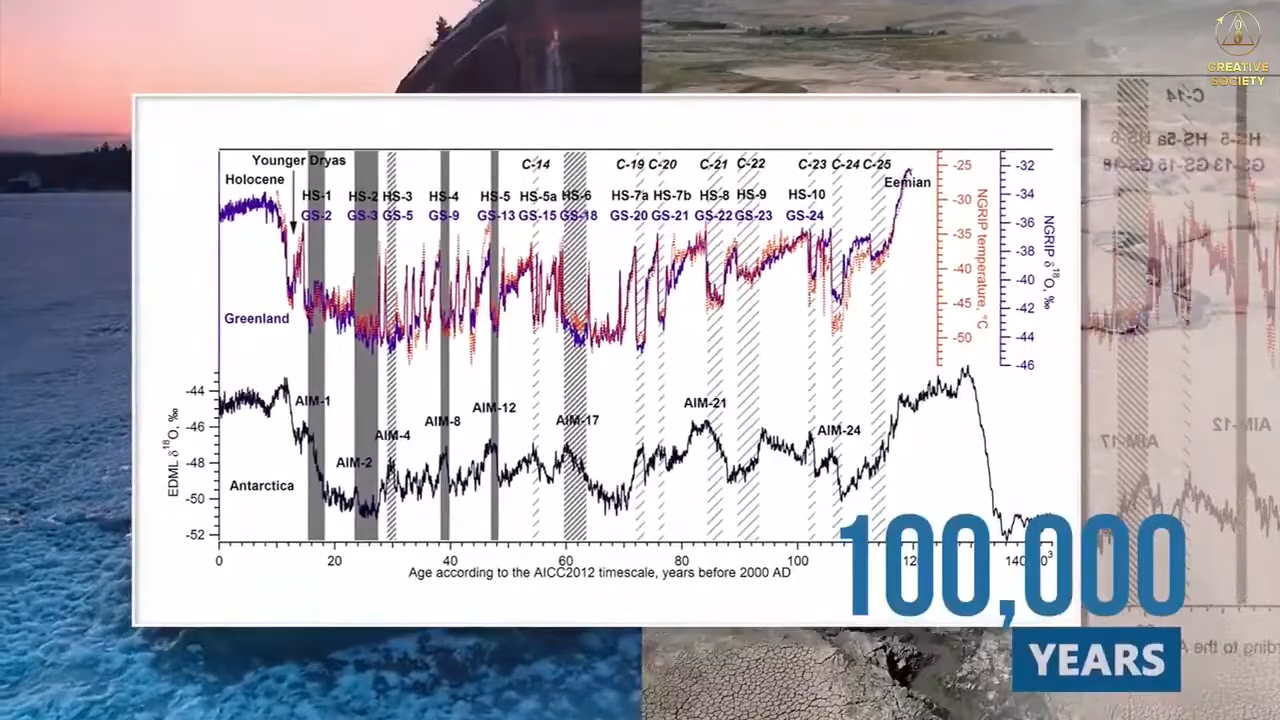 CREATIVE
SOCIETY
Younger Dryas
Holocene
C-14 C-19 C-20 C-21 C-22 C-23 C-24 C-25
Eemian
HS-1 HS-2 HS-3 HS-4 HS-5 HS-5a HS-6 HS-7a HS-7b HS-8 HS-9 HS-10
GS-2 GS-3 GS-5 GS-9 GS-13 GS-15 GS-18 GS-20 GS-21 GS-22 GS-23 GS-24
Greenland
-25
-30
-35
-40
-45
-50
NGRIP temperature, °C
-32
-34
-36
-38
-40
-42
-44
-46
NGRIP δ18O, ‰
-44
-46
-48
-50
-52
EDML δ18O, ‰
AIM-1
AIM-2
AIM-4
AIM-8
AIM-12
AIM-17
AIM-21
AIM-24
Antarctica
0 20 40 60 80 100
Age according to the AICC2012 timescale, years before 2000 AD
100,000
YEARS